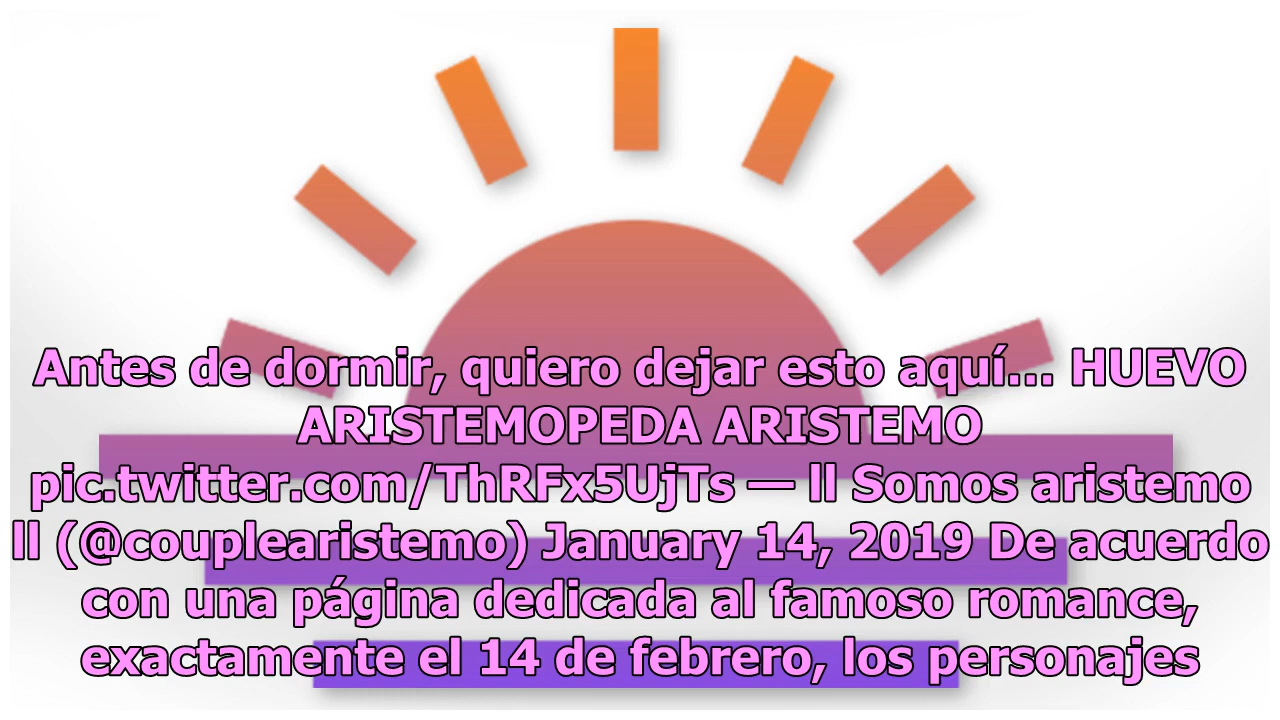 Antes de dormir, quiero dejar esto aquí... HUEVO
ARISTEMOPEDA ARISTEMO
pic.twitter.com/ThRFx5UjTs — ll Somos aristemo
ll (@couplearistemo) January 14, 2019 De acuerdo
con una página dedicada al famoso romance,
exactamente el 14 de febrero, los personajes